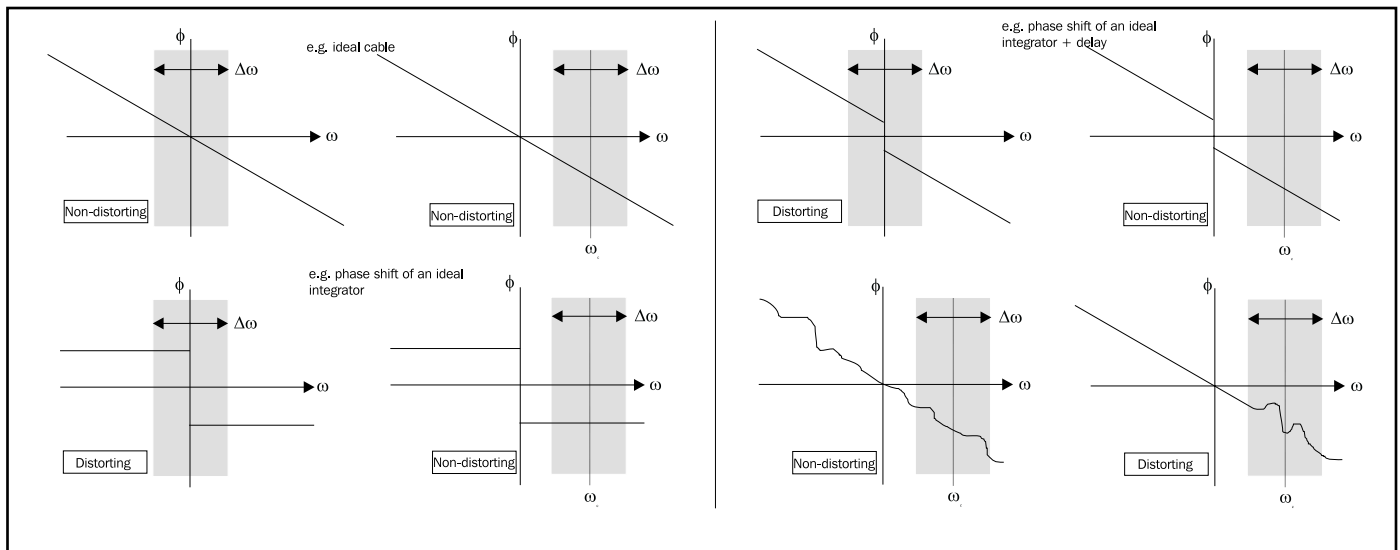 ϕ
e.g. ideal cable
Δω
ω
Non-distorting
ϕ
Δω
ω
Non-distorting
ω
e.g. phase shift of an ideal
integrator + delay
ϕ
Δω
ω
Distorting
ϕ
Δω
ω
Non-distorting
ω
e.g. phase shift of an ideal
integrator
ϕ
Δω
ω
Distorting
ϕ
Δω
ω
Non-distorting
ω
ϕ
Δω
ω
Non-distorting
ω
ϕ
Δω
ω
Distorting
ω